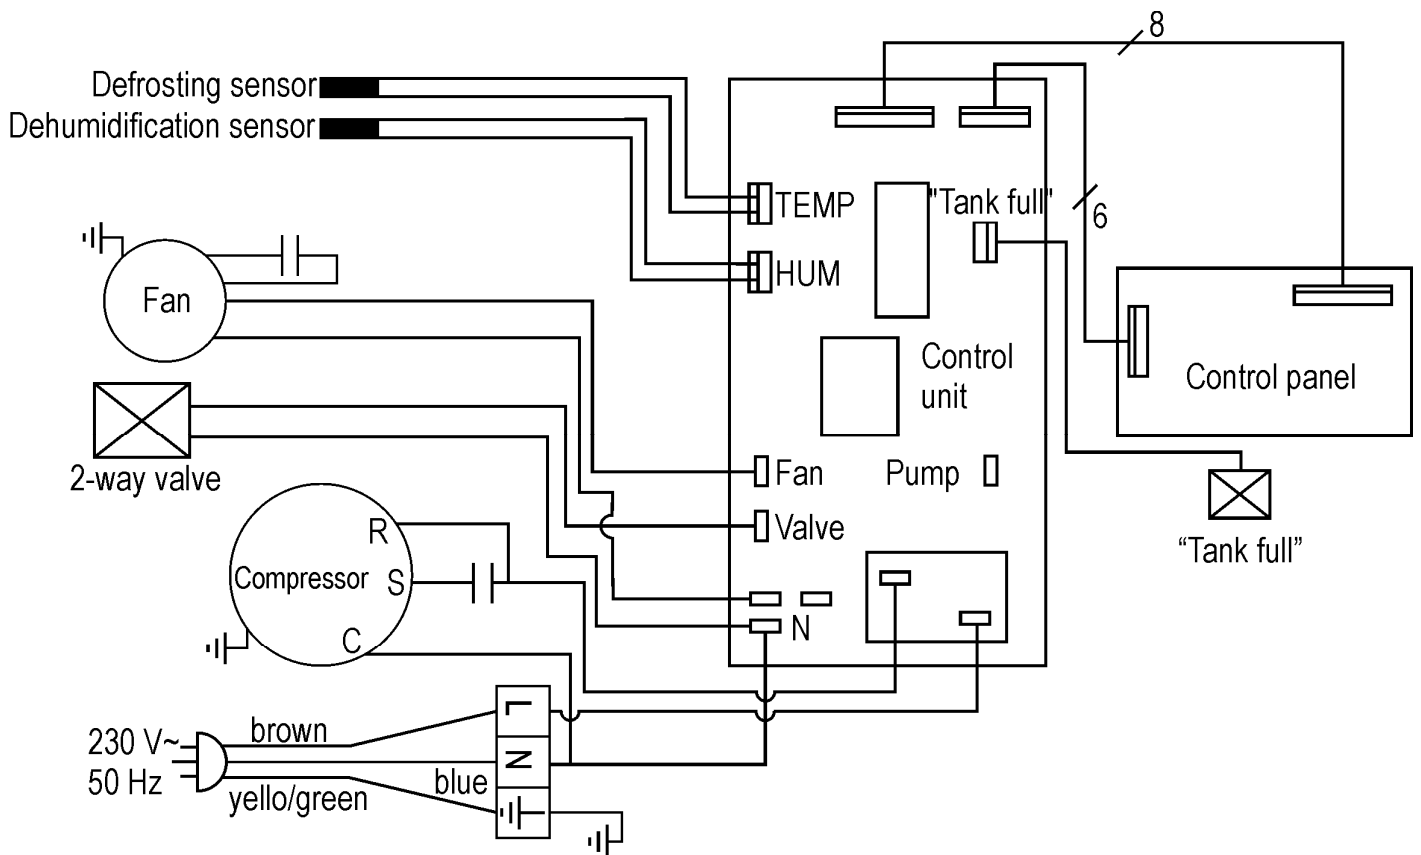 8
Defrosting sensor
Dehumidification sensor
TEMP
"Tank full"
6
HUM
Fan
Control
unit
Control panel
2-way valve
Fan
Pump
Valve
“Tank full”
R
Compressor
S
C
N
L
brown
230 V~
N
50 Hz
blue
yello/green